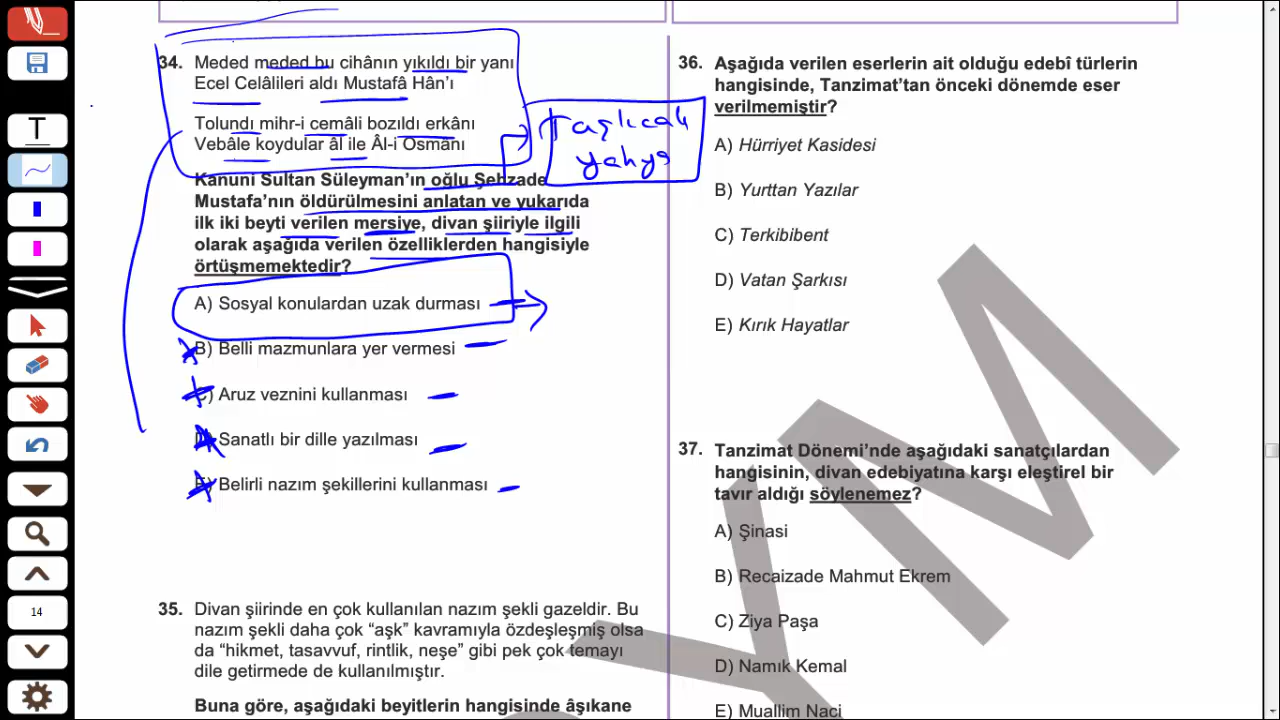 34. Meded meded bu cihânın yıkıldı bir yanı
Ecel Celâlileri aldı Mustafâ Hân'ı
Tolundı mihr-i cemâli bozıldı erkânı
Vebâle koydular âl ile Âl-i Osmânı
Taşlıcalı
yahya
Kanuni Sultan Süleyman'ın oğlu Şehzade
Mustafa'nın öldürülmesini anlatan ve yukarıda
ilk iki beyti verilen mersiye, divan şiiriyle ilgili
olarak aşağıda verilen özelliklerden hangisiyle
örtüşmemektedir?
A) Sosyal konulardan uzak durması
B) Belli mazmunlara yer vermesi
C) Aruz veznini kullanması
D) Sanatlı bir dille yazılması
E) Belirli nazım şekillerini kullanması
35. Divan şiirinde en çok kullanılan nazım şekli gazeldir. Bu
nazım şekli daha çok “aşk” kavramıyla özdeşleşmiş olsa
da “hikmet, tasavvuf, rintlik, neşe” gibi pek çok temayı
dile getirmede de kullanılmıştır.
Buna göre, aşağıdaki beyitlerin hangisinde âşıkane
36. Aşağıda verilen eserlerin ait olduğu edebî türlerin
hangisinde, Tanzimat'tan önceki dönemde eser
verilmemiştir?
A) Hürriyet Kasidesi
B) Yurttan Yazılar
C) Terkibibent
D) Vatan Şarkısı
E) Kırık Hayatlar
37. Tanzimat Dönemi'nde aşağıdaki sanatçılardan
hangisinin, divan edebiyatına karşı eleştirel bir
tavır aldığı söylenemez?
A) Şinasi
B) Recaizade Mahmut Ekrem
C) Ziya Paşa
D) Namık Kemal
E) Muallim Naci
T
14
YM